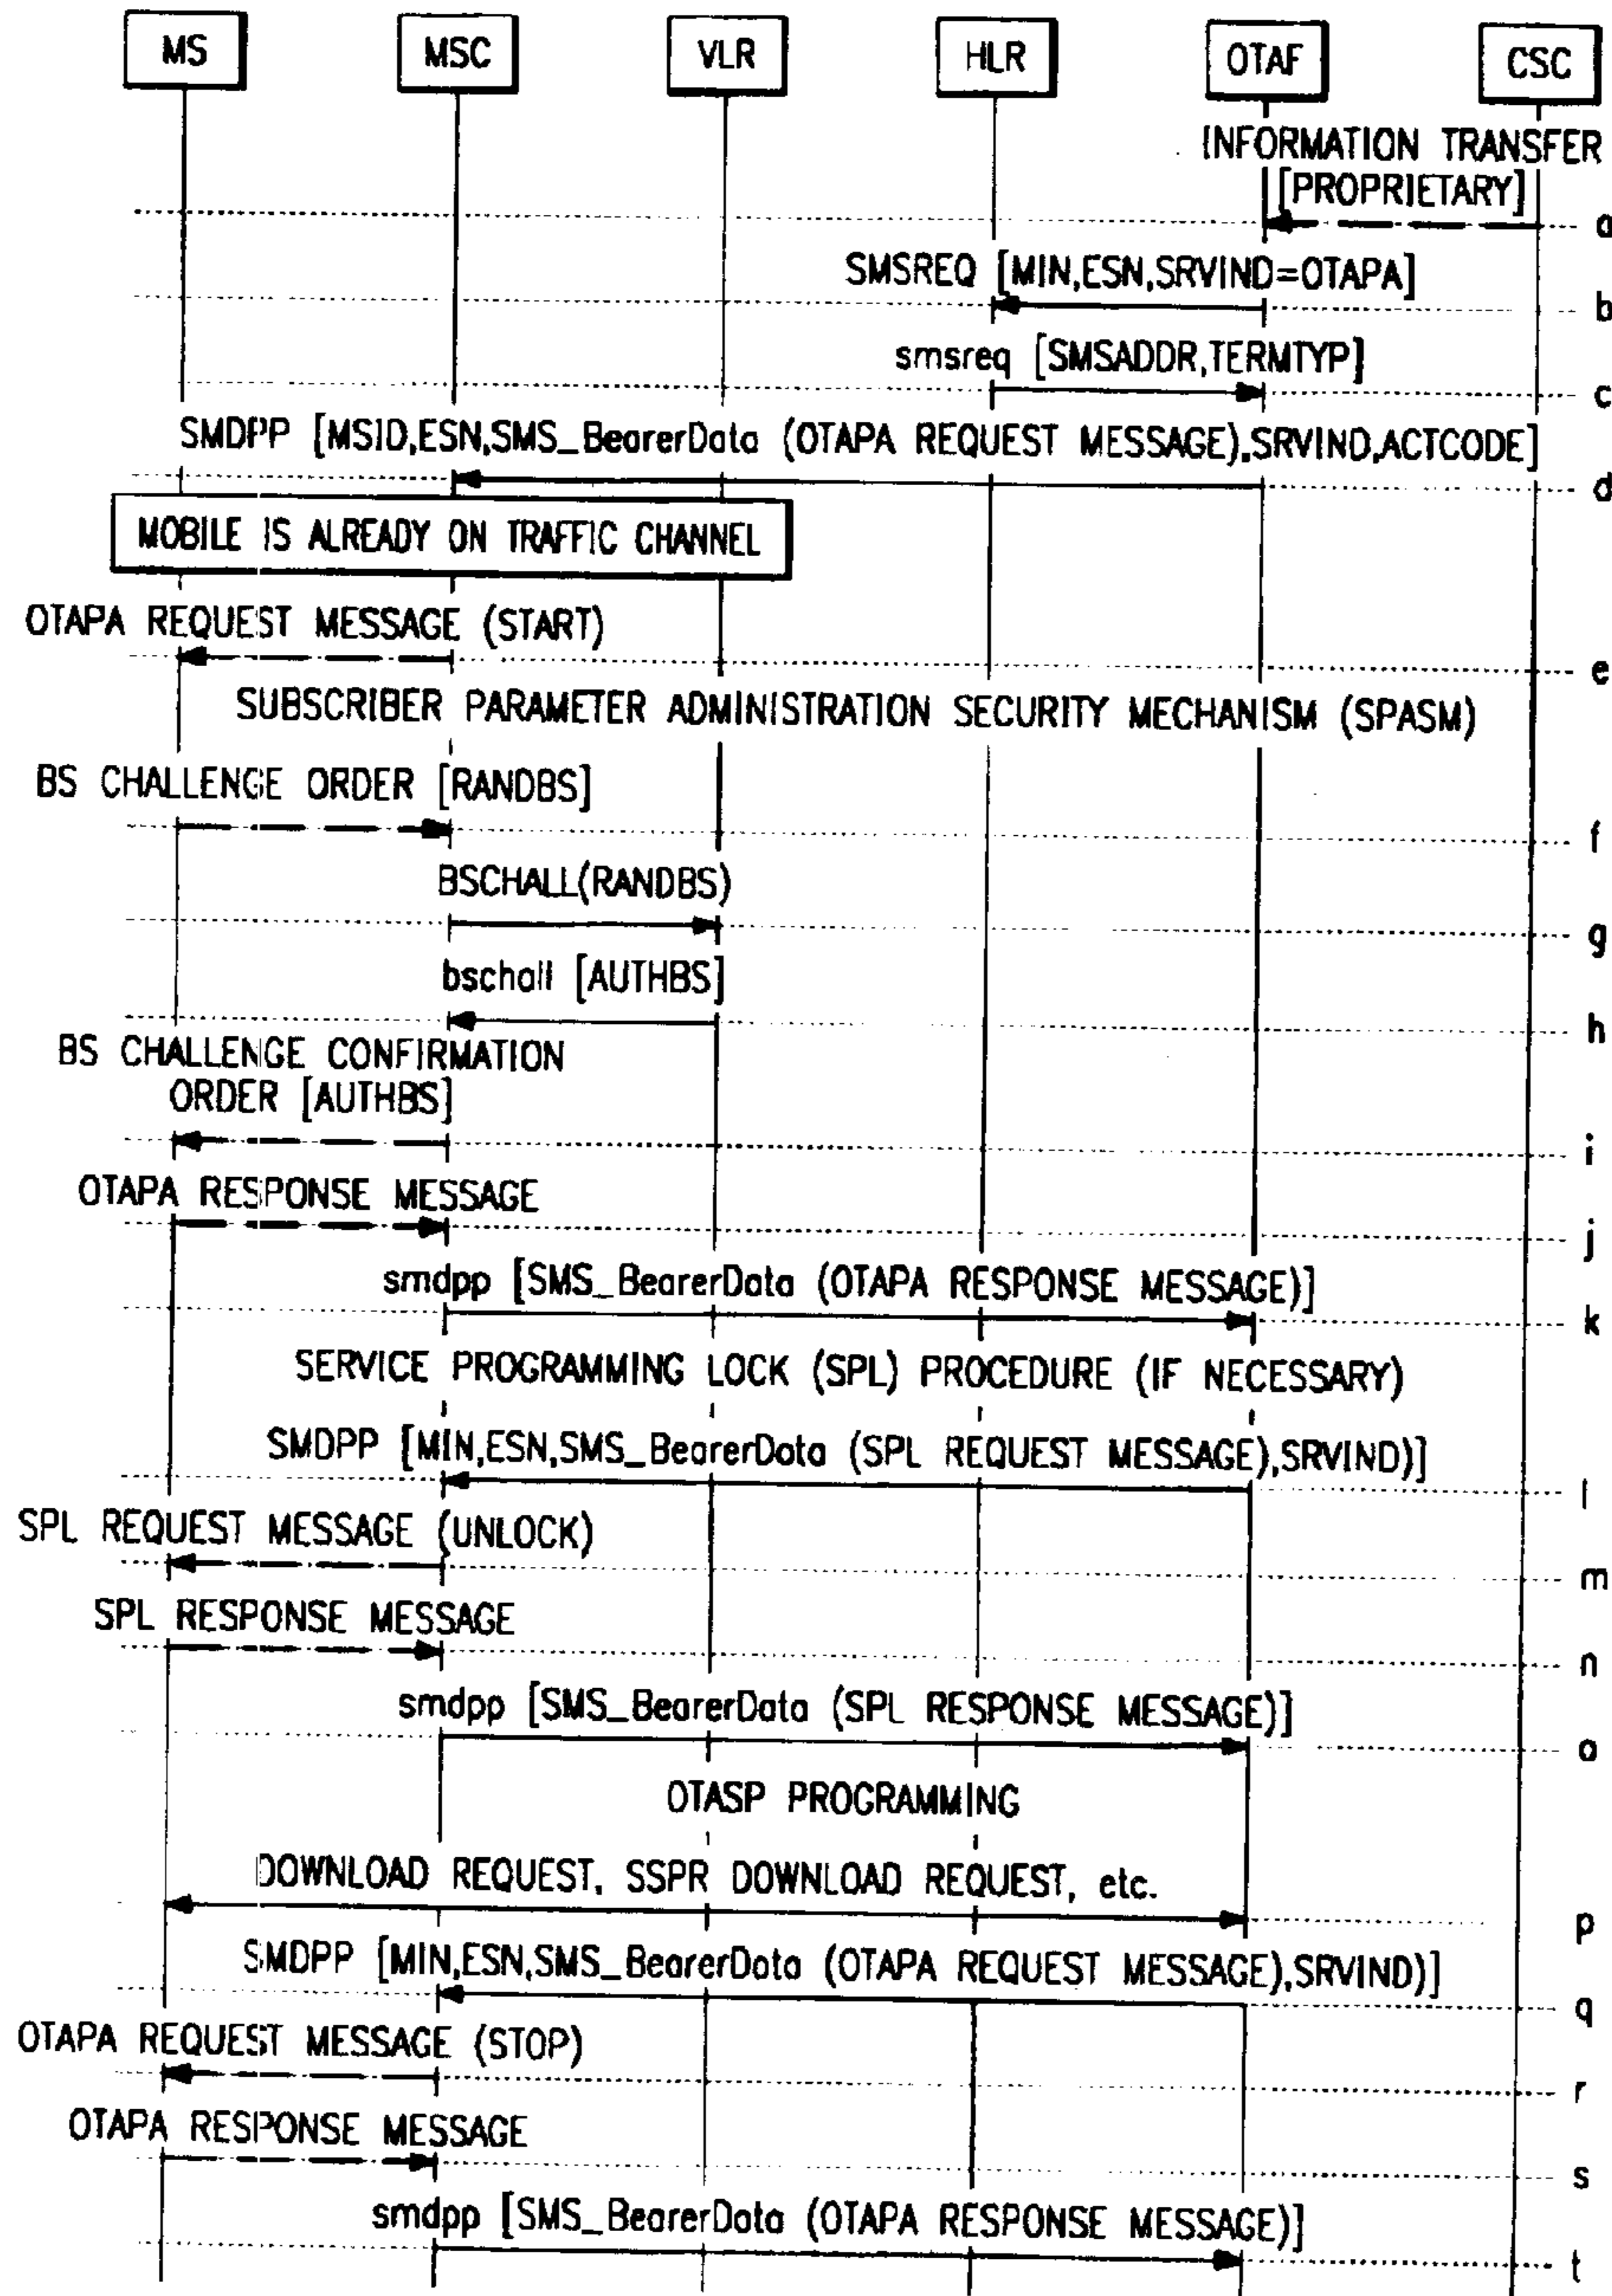 MS MSC VLR HLR OTAF CSC
INFORMATION TRANSFER
[PROPRIETARY]
a
SMSREQ [MIN,ESN,SRVIND=OTAPA]
b
smsreq [SMSADDR,TERMTYP]
c
SMDPP [MSID,ESN,SMS_BearerData (OTAPA REQUEST MESSAGE),SRVIND,ACTCODE]
d
MOBILE IS ALREADY ON TRAFFIC CHANNEL
OTAPA REQUEST MESSAGE (START)
e
SUBSCRIBER PARAMETER ADMINISTRATION SECURITY MECHANISM (SPASM)
BS CHALLENGE ORDER [RANDBS]
f
BSCHALL(RANDBS)
g
bschall [AUTHBS]
h
BS CHALLENGE CONFIRMATION
ORDER [AUTHBS]
i
OTAPA RESPONSE MESSAGE
j
smdpp [SMS_BearerData (OTAPA RESPONSE MESSAGE)]
k
SERVICE PROGRAMMING LOCK (SPL) PROCEDURE (IF NECESSARY)
SMDPP [MIN,ESN,SMS_BearerData (SPL REQUEST MESSAGE),SRVIND)]
l
SPL REQUEST MESSAGE (UNLOCK)
m
SPL RESPONSE MESSAGE
n
smdpp [SMS_BearerData (SPL RESPONSE MESSAGE)]
o
OTASP PROGRAMMING
DOWNLOAD REQUEST, SSPR DOWNLOAD REQUEST, etc.
p
SMDPP [MIN,ESN,SMS_BearerData (OTAPA REQUEST MESSAGE),SRVIND)]
q
OTAPA REQUEST MESSAGE (STOP)
r
OTAPA RESPONSE MESSAGE
s
smdpp [SMS_BearerData (OTAPA RESPONSE MESSAGE)]
t